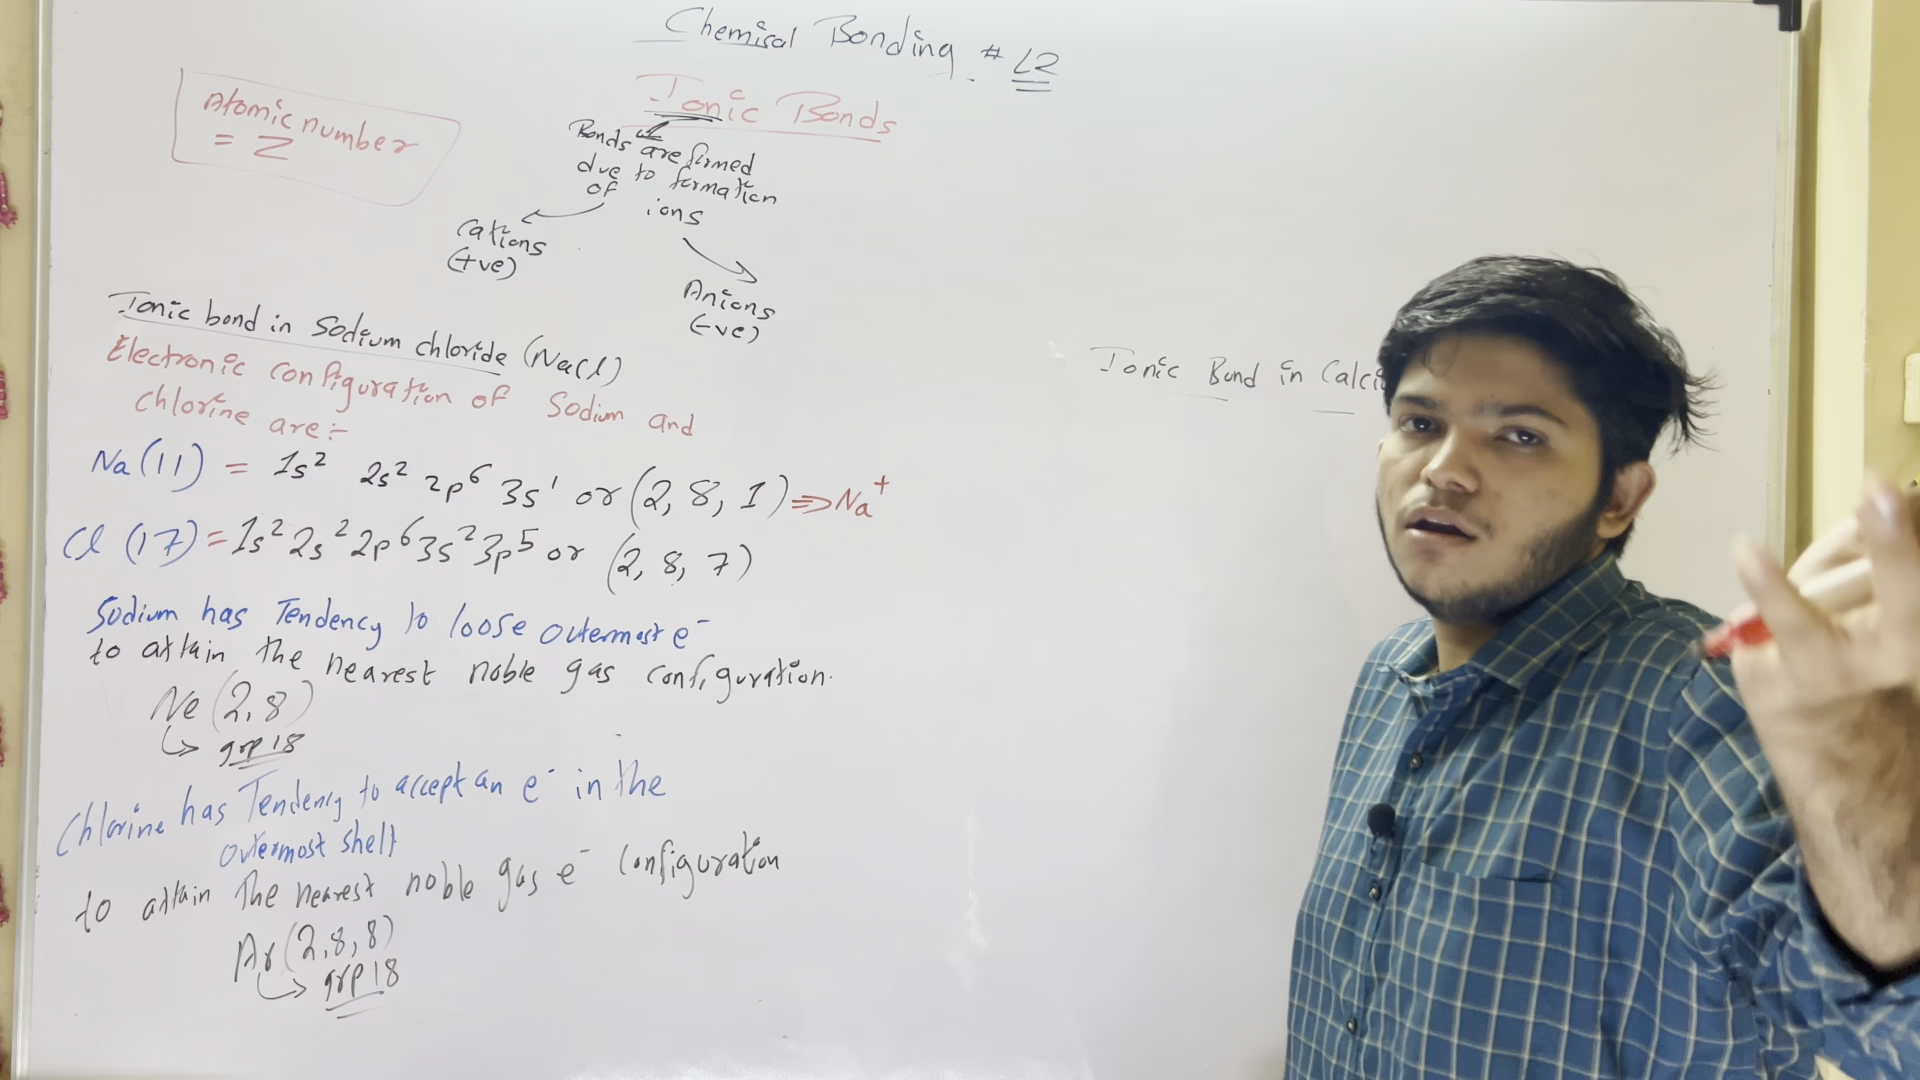 Chemical Bonding # L2
Ionic Bonds
Atomic number
= Z
Bonds are formed
due to formation
of ions
Cations
(+ve)
Anions
(-ve)
Ionic bond in Sodium chloride (NaCl)
Electronic configuration of Sodium and
chlorine are:-
Na (11) = 1s² 2s² 2p⁶ 3s¹ or (2, 8, 1) ⇒ Na⁺
Cl (17) = 1s² 2s² 2p⁶ 3s² 3p⁵ or (2, 8, 7)
Sodium has Tendency to loose outermost e⁻
to attain the nearest noble gas configuration.
Ne (2, 8)
↳ grp 18
Chlorine has Tendency to accept an e⁻ in the
outermost shell
to attain the nearest noble gas e⁻ configuration
Ar (2, 8, 8)
↳ grp 18
Ionic Bond in Calci